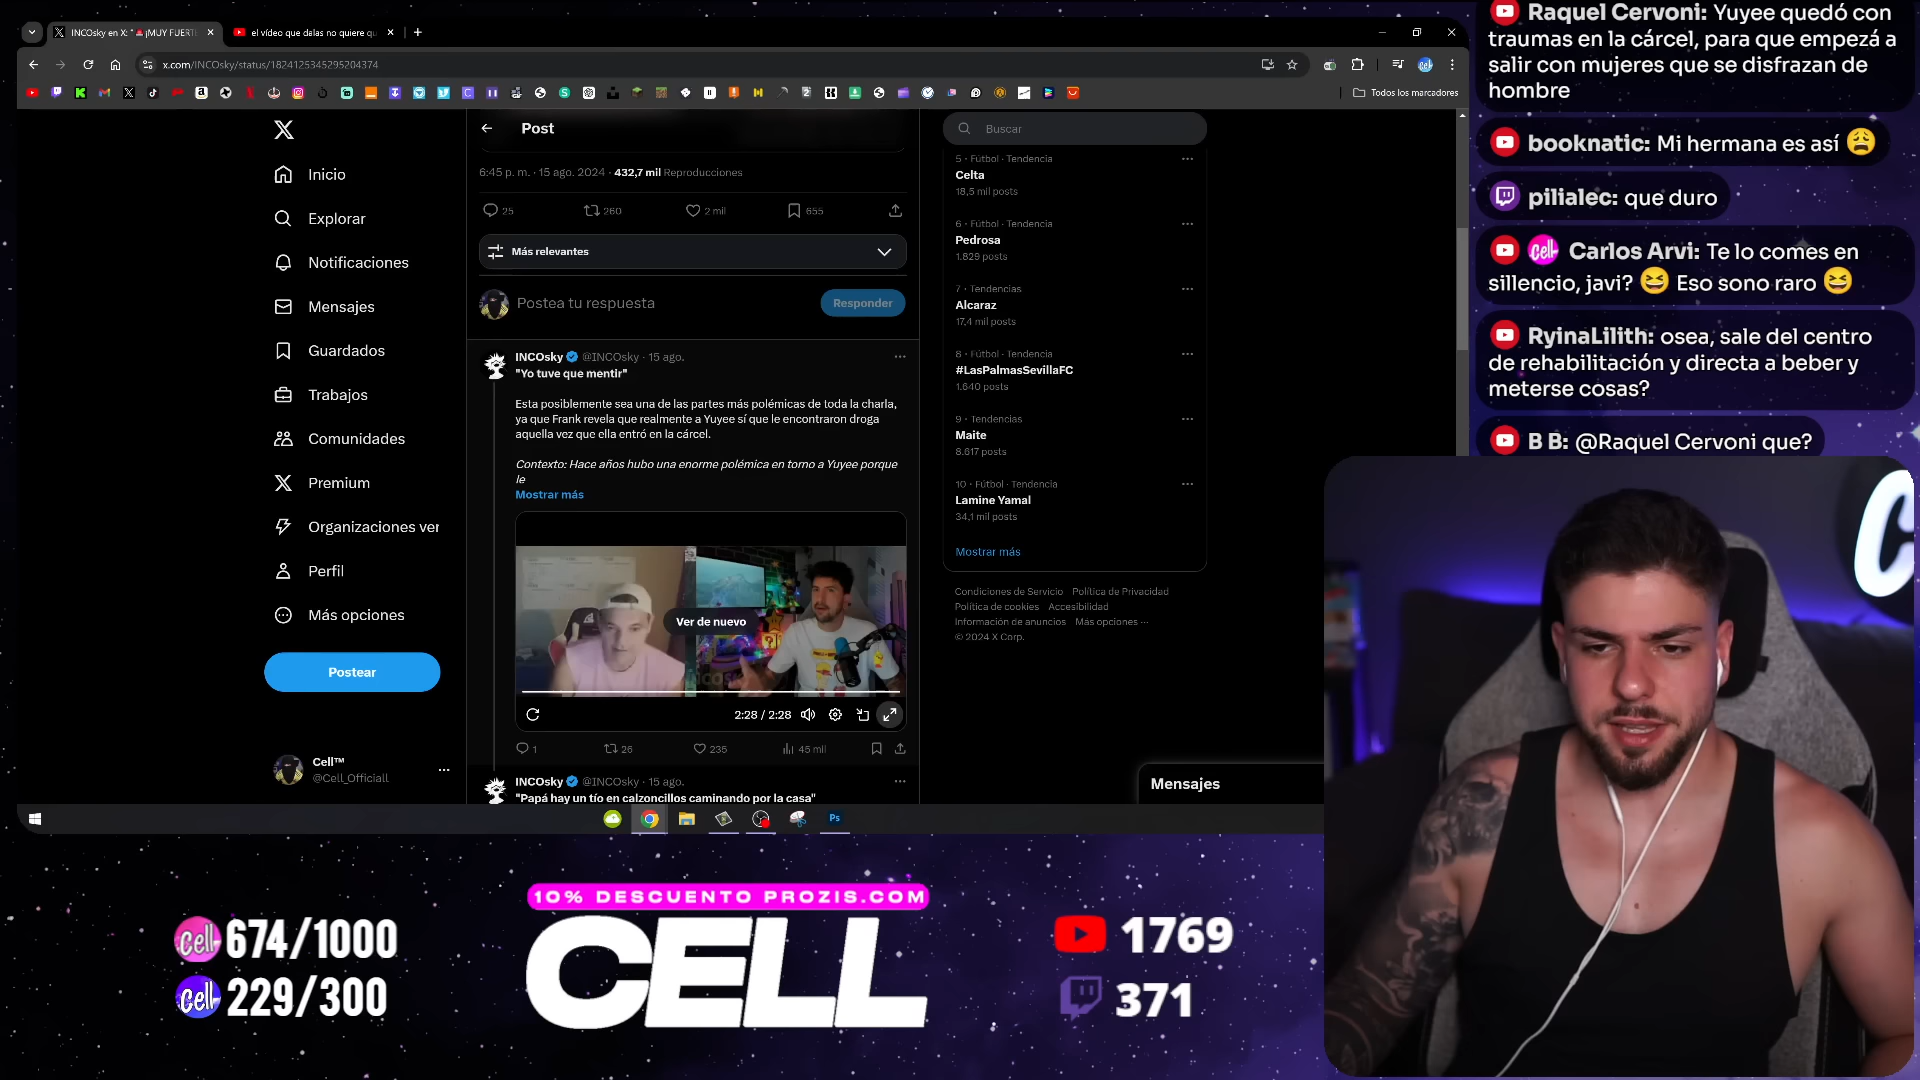 INCOsky en X: "🚨 ¡MUY FUERT
el vídeo que dalas no quiere qu
x.com/INCOsky/status/1824125345295204374
Todos los marcadores
Inicio
Explorar
Notificaciones
Mensajes
Guardados
Trabajos
Comunidades
Premium
Organizaciones ver
Perfil
Más opciones
Postear
Cell™
@Cell_Officiall
Post
6:45 p. m. · 15 ago. 2024 · 432,7 mil Reproducciones
25
260
2 mil
655
Más relevantes
Postea tu respuesta
Responder
INCOsky @INCOsky · 15 ago.
"Yo tuve que mentir"
Esta posiblemente sea una de las partes más polémicas de toda la charla,
ya que Frank revela que realmente a Yuyee sí que le encontraron droga
aquella vez que ella entró en la cárcel.
Contexto: Hace años hubo una enorme polémica en torno a Yuyee porque
le
Mostrar más
Ver de nuevo
2:28 / 2:28
1
26
235
45 mil
INCOsky @INCOsky · 15 ago.
"Papá hay un tío en calzoncillos caminando por la casa"
Buscar
5 · Fútbol · Tendencia
Celta
18,5 mil posts
6 · Fútbol · Tendencia
Pedrosa
1.829 posts
7 · Tendencias
Alcaraz
17,4 mil posts
8 · Fútbol · Tendencia
#LasPalmasSevillaFC
1.640 posts
9 · Tendencias
Maite
8.617 posts
10 · Fútbol · Tendencia
Lamine Yamal
34,1 mil posts
Mostrar más
Condiciones de Servicio Política de Privacidad
Política de cookies Accesibilidad
Información de anuncios Más opciones ···
© 2024 X Corp.
Mensajes
Raquel Cervoni: Yuyee quedó con
traumas en la cárcel, para que empezá a
salir con mujeres que se disfrazan de
hombre
booknatic: Mi hermana es así 😩
pilialec: que duro
Cell Carlos Arvi: Te lo comes en
sillencio, javi? 😆 Eso sono raro 😆
RyinaLilith: osea, sale del centro
de rehabilitación y directa a beber y
meterse cosas?
B B: @Raquel Cervoni que?
Ps
10% DESCUENTO PROZIS.COM
CELL
Cell 674/1000
Cell 229/300
1769
371